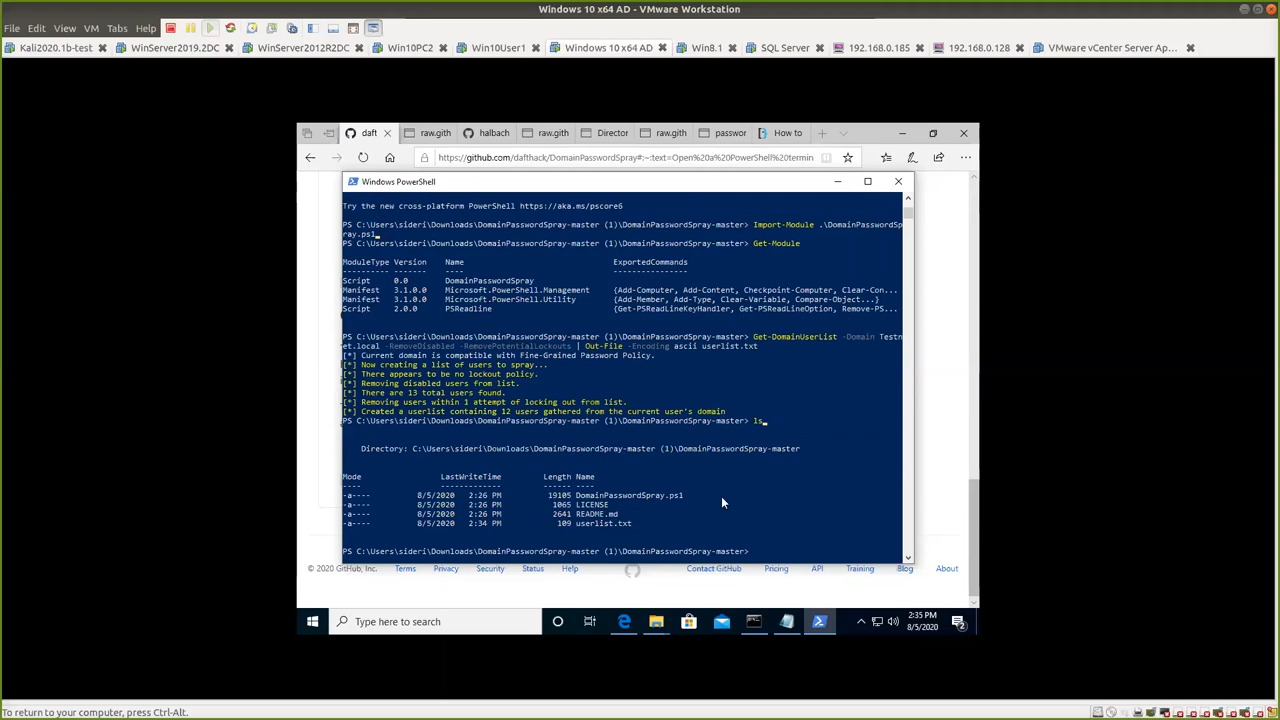 Windows 10 x64 AD - VMware Workstation
File Edit View VM Tabs Help
Kali2020.1b-test WinServer2019.2DC WinServer2012R2DC Win10PC2 Win10User1 Windows 10 x64 AD Win8.1 SQL Server 192.168.0.185 192.168.0.128 VMware vCenter Server Ap...
daft raw.gith halbach raw.gith Director raw.gith passwor How to
https://github.com/dafthack/DomainPasswordSpray#:~:text=Open%20a%20PowerShell%20termin
Windows PowerShell
Try the new cross-platform PowerShell https://aka.ms/pscore6
PS C:\Users\sideri\Downloads\DomainPasswordSpray-master (1)\DomainPasswordSpray-master> Import-Module .\DomainPasswordSp
ray.ps1
PS C:\Users\sideri\Downloads\DomainPasswordSpray-master (1)\DomainPasswordSpray-master> Get-Module
ModuleType Version Name ExportedCommands
---------- ------- ---- ----------------
Script 0.0 DomainPasswordSpray
Manifest 3.1.0.0 Microsoft.PowerShell.Management {Add-Computer, Add-Content, Checkpoint-Computer, Clear-Con...
Manifest 3.1.0.0 Microsoft.PowerShell.Utility {Add-Member, Add-Type, Clear-Variable, Compare-Object...}
Script 2.0.0 PSReadline {Get-PSReadLineKeyHandler, Get-PSReadLineOption, Remove-PS...
PS C:\Users\sideri\Downloads\DomainPasswordSpray-master (1)\DomainPasswordSpray-master> Get-DomainUserList -Domain Testn
et.local -RemoveDisabled -RemovePotentialLockouts | Out-File -Encoding ascii userlist.txt
[*] Current domain is compatible with Fine-Grained Password Policy.
[*] Now creating a list of users to spray...
[*] There appears to be no lockout policy.
[*] Removing disabled users from list.
[*] There are 13 total users found.
[*] Removing users within 1 attempt of locking out from list.
[*] Created a userlist containing 12 users gathered from the current user's domain
PS C:\Users\sideri\Downloads\DomainPasswordSpray-master (1)\DomainPasswordSpray-master> ls
Directory: C:\Users\sideri\Downloads\DomainPasswordSpray-master (1)\DomainPasswordSpray-master
Mode LastWriteTime Length Name
---- ------------- ------ ----
-a---- 8/5/2020 2:26 PM 19105 DomainPasswordSpray.ps1
-a---- 8/5/2020 2:26 PM 1065 LICENSE
-a---- 8/5/2020 2:26 PM 2641 README.md
-a---- 8/5/2020 2:34 PM 109 userlist.txt
PS C:\Users\sideri\Downloads\DomainPasswordSpray-master (1)\DomainPasswordSpray-master>
© 2020 GitHub, Inc. Terms Privacy Security Status Help Contact GitHub Pricing API Training Blog About
Type here to search
2:35 PM
8/5/2020
2
To return to your computer, press Ctrl-Alt.